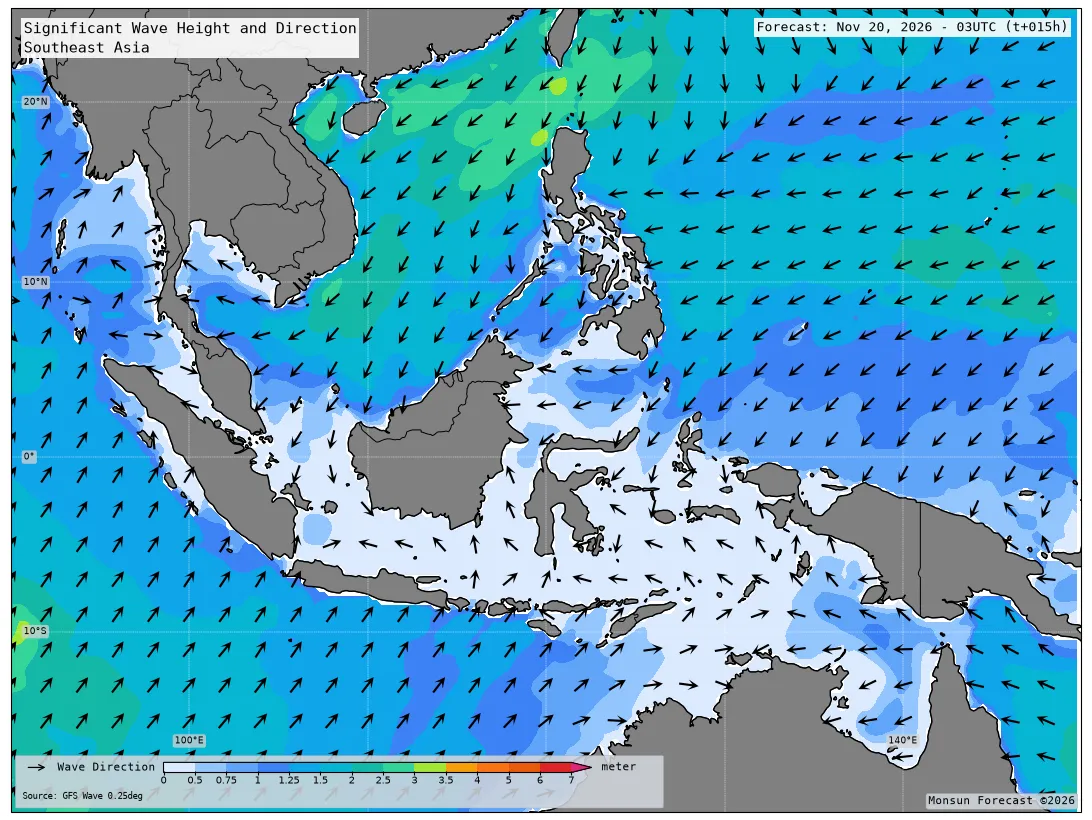 Significant Wave Height and Direction
Southeast Asia
Forecast: Nov 20, 2026 - 03UTC (t+015h)
20°N
10°N
0°
10°S
100°E
140°E
Wave Direction
0 0.5 0.75 1 1.25 1.5 2 2.5 3 3.5 4 5 6 7
meter
Source: GFS Wave 0.25deg
Monsun Forecast ©2026